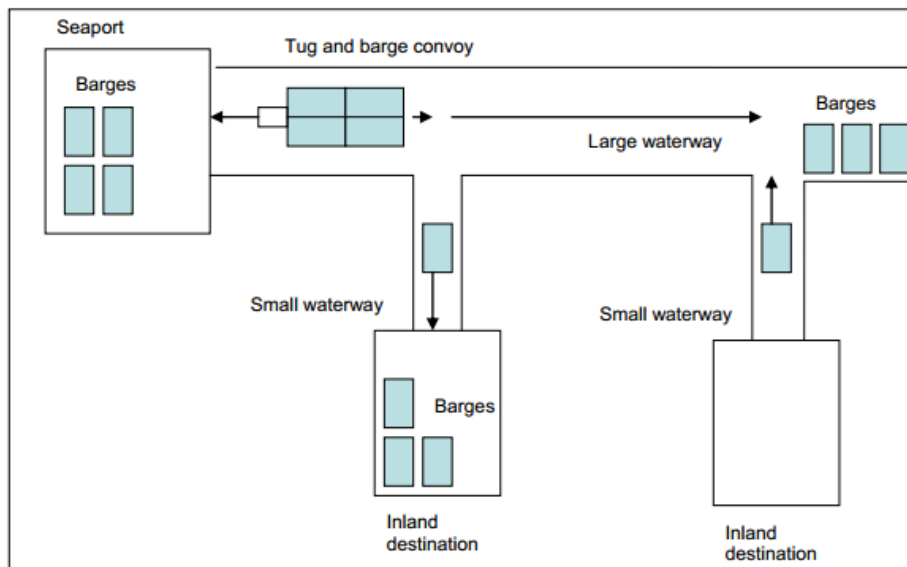 Seaport
Tug and barge convoy
Barges
Barges
Large waterway
Small waterway
Small waterway
Barges
Inland
destination
Inland
destination